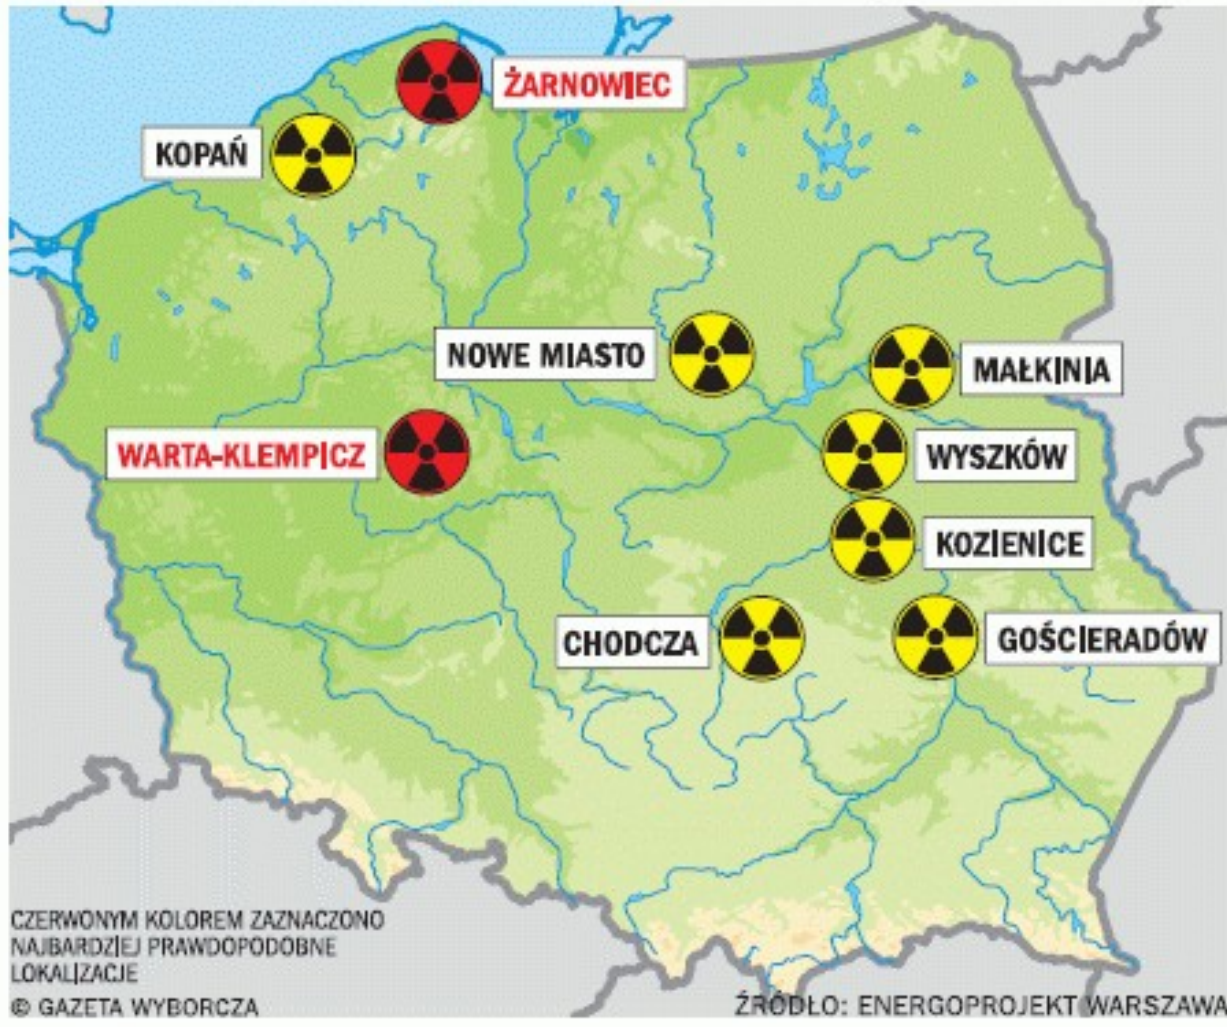 ŻARNOWIEC
KOPAŃ
NOWE MIASTO
MAŁKINIA
WARTA-KLEMPICZ
WYSZKÓW
KOZIENICE
CHODCZA
GOŚCIERADÓW
CZERWONYM KOLOREM ZAZNACZONO
NAJBARDZIEJ PRAWDOPODOBNE
LOKALIZACJE
© GAZETA WYBORCZA
ŹRÓDŁO: ENERGOPROJEKT WARSZAWA